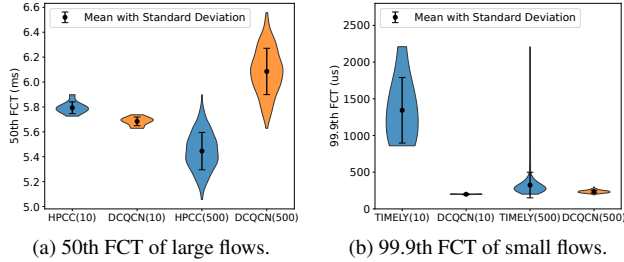 Mean with Standard Deviation
50th FCT (ms)
6.6
6.4
6.2
6.0
5.8
5.6
5.4
5.2
5.0
HPCC(10) DCQCN(10) HPCC(500) DCQCN(500)
(a) 50th FCT of large flows.
Mean with Standard Deviation
99.9th FCT (us)
2500
2000
1500
1000
500
0
TIMELY(10) DCQCN(10) TIMELY(500) DCQCN(500)
(b) 99.9th FCT of small flows.